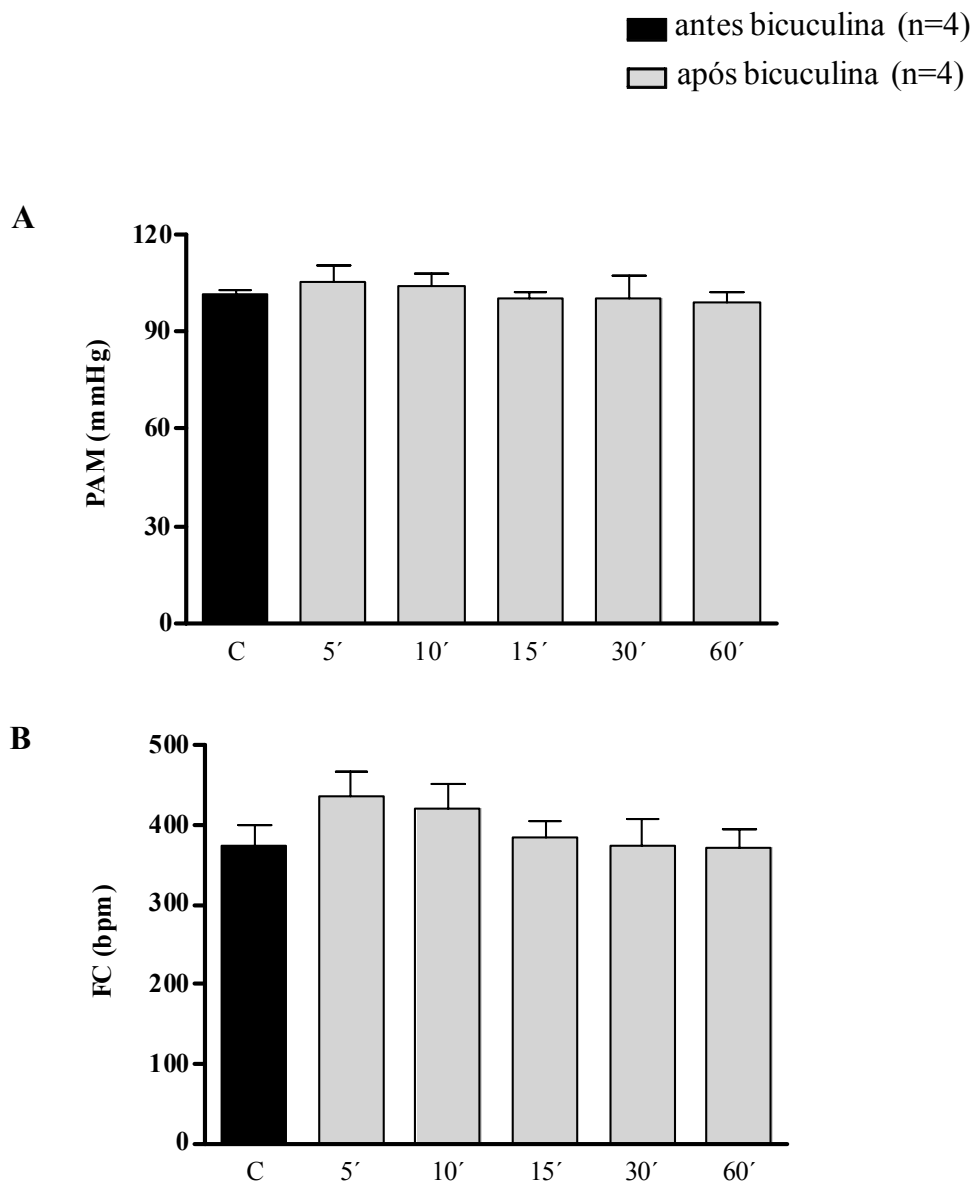 antes bicuculina (n=4)
após bicuculina (n=4)
A
120
90
60
30
0
PAM (mmHg)
C 5´ 10´ 15´ 30´ 60´
B
500
400
300
200
100
0
FC (bpm)
C 5´ 10´ 15´ 30´ 60´